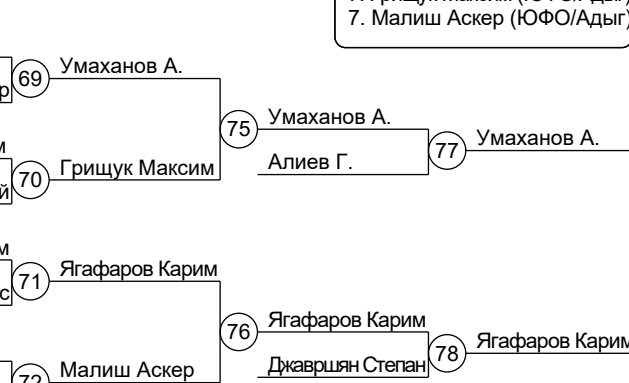 7. Малиш Аскер (ЮФО/Адыг)
69
Умаханов А.
р
75
Умаханов А.
77
Умаханов А.
м
Алиев Г.
70
Грищук Максим
й
м
71
Ягафаров Карим
с
76
Ягафаров Карим
78
Ягафаров Карим
Джавршян Степан
72
Малиш Аскер